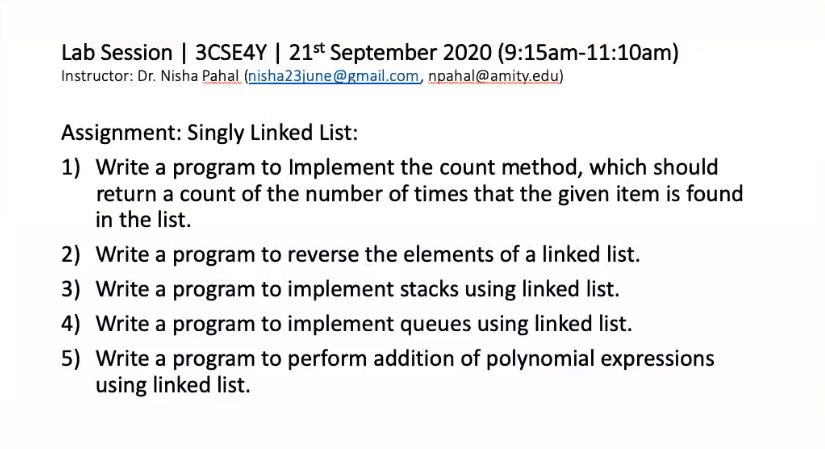 Lab Session | 3CSE4Y | 21st September 2020 (9:15am-11:10am)
Instructor: Dr. Nisha Pahal (nisha23june@gmail.com, npahal@amity.edu)
Assignment: Singly Linked List:
1) Write a program to Implement the count method, which should
return a count of the number of times that the given item is found
in the list.
2) Write a program to reverse the elements of a linked list.
3) Write a program to implement stacks using linked list.
4) Write a program to implement queues using linked list.
5) Write a program to perform addition of polynomial expressions
using linked list.